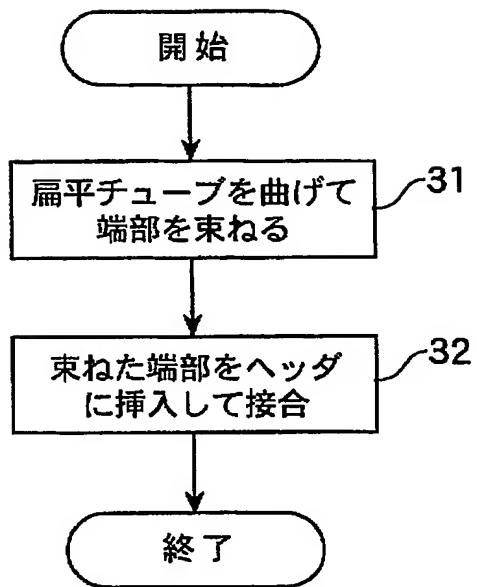 開始
扁平チューブを曲げて
端部を束ねる
31
束ねた端部をヘッダ
に挿入して接合
32
終了